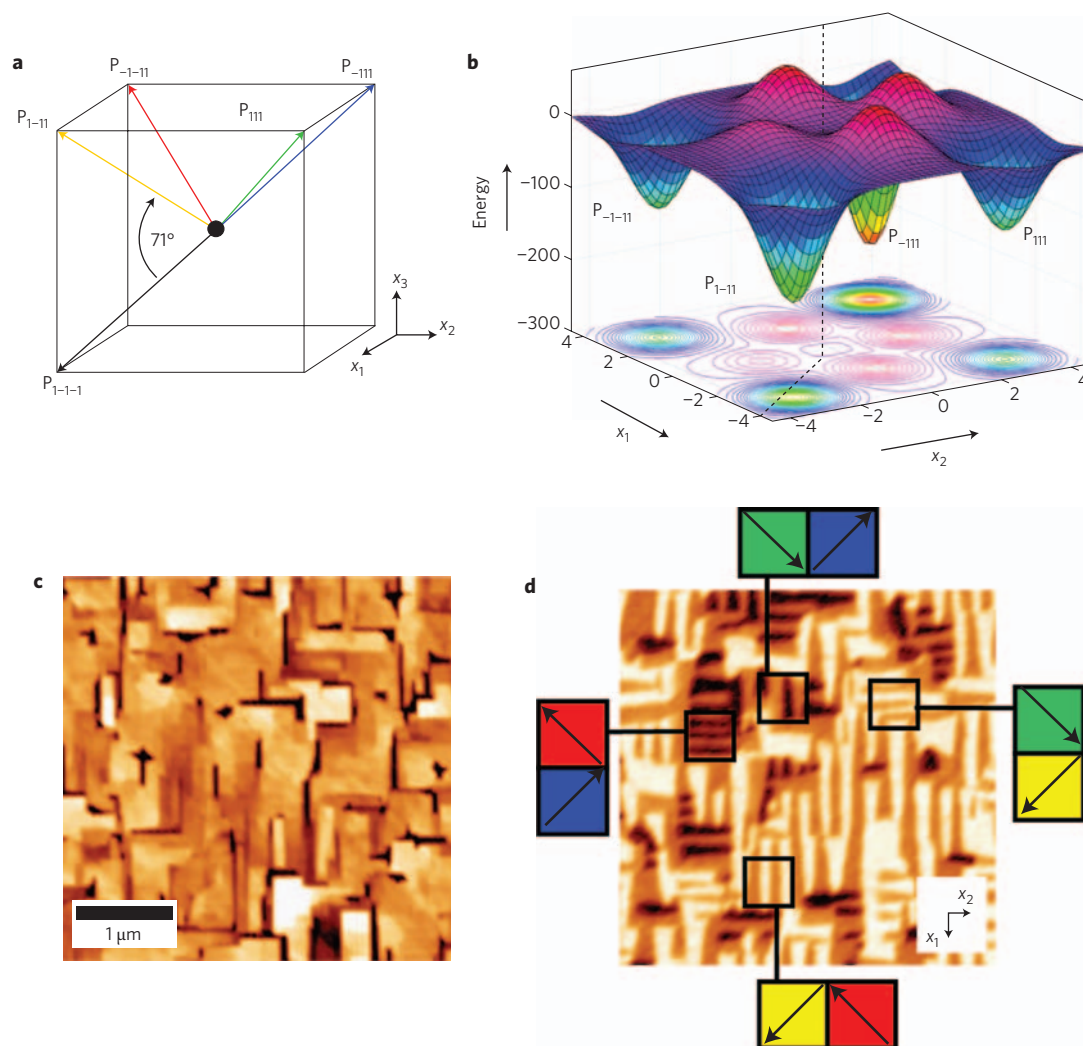 a
P₋₁₋₁₁
P₋₁₁₁
P₁₋₁₁
P₁₁₁
71°
x₃
x₂
x₁
P₁₋₁₋₁
b
Energy
0
−100
−200
−300
P₋₁₋₁₁
P₋₁₁₁
P₁₁₁
P₁₋₁₁
4
2
0
−2
−4
x₁
−4
−2
0
2
4
x₂
c
1 µm
d
x₂
x₁